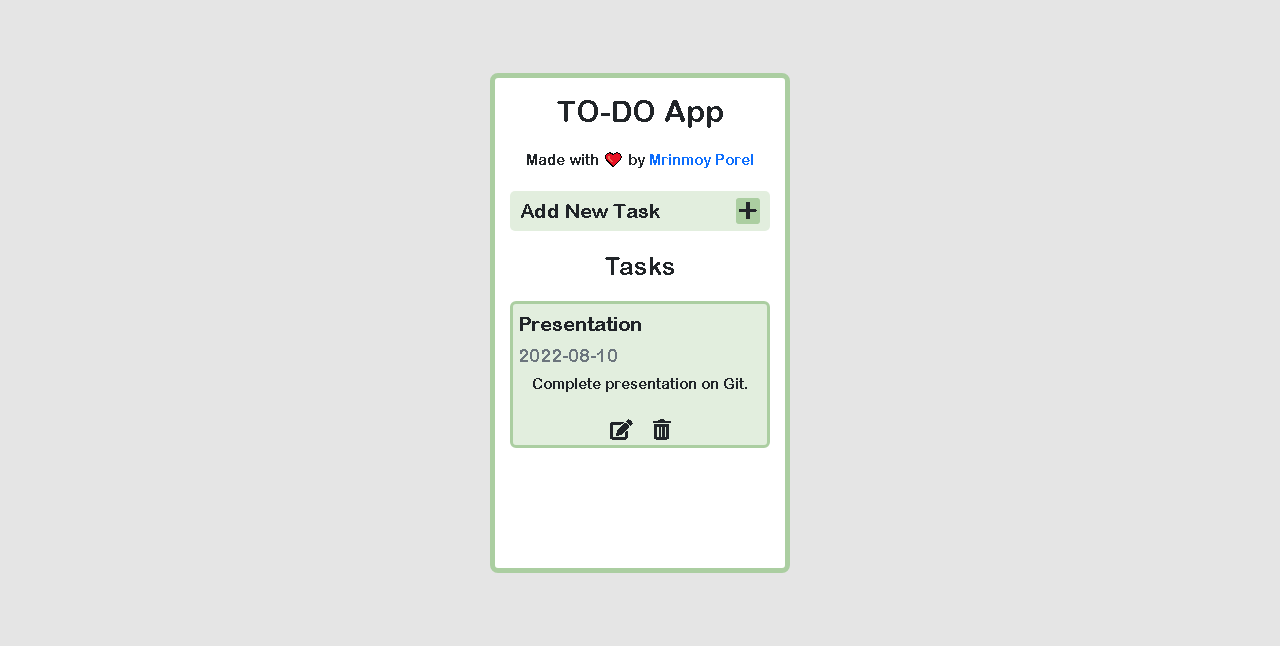 TO-DO App
Made with ❤️ by Mrinmoy Porel
Add New Task
Tasks
Presentation
2022-08-10
Complete presentation on Git.